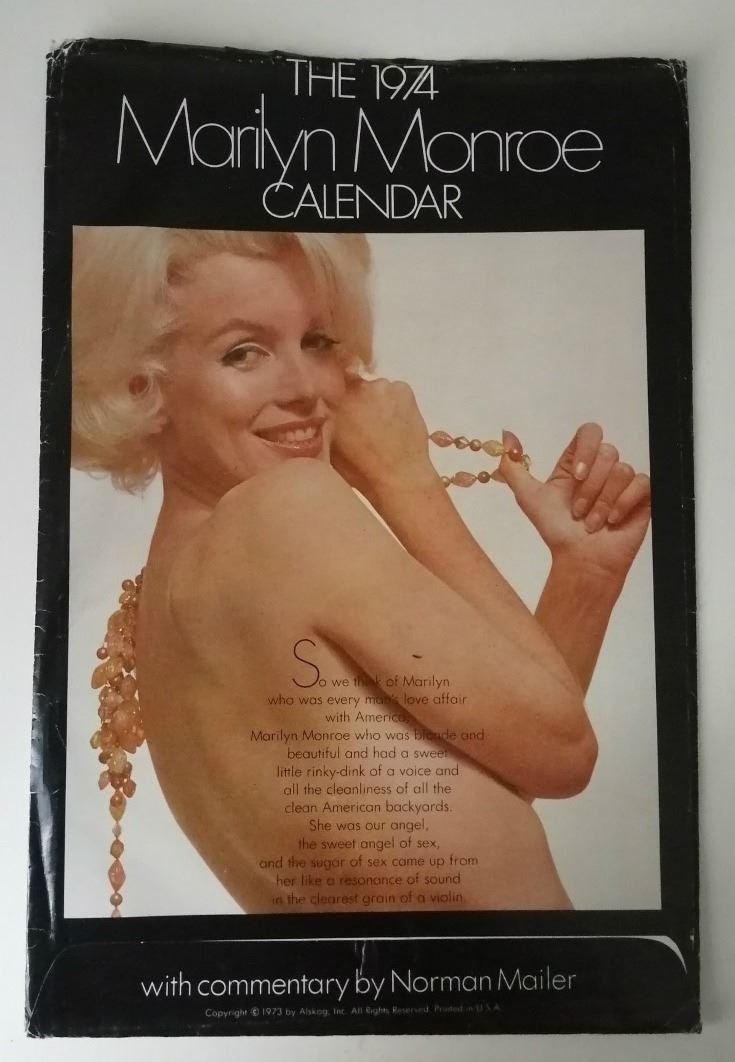 THE 1974
Marilyn Monroe
CALENDAR
So we think of Marilyn
who was every man's love affair
with America,
Marilyn Monroe who was blonde and
beautiful and had a sweet
little rinky-dink of a voice and
all the cleanliness of all the
clean American backyards.
She was our angel,
the sweet angel of sex,
and the sugar of sex came up from
her like a resonance of sound
in the clearest grain of a violin.
with commentary by Norman Mailer
Copyright © 1973 by Alskog, Inc. All Rights Reserved. Printed in U.S.A.